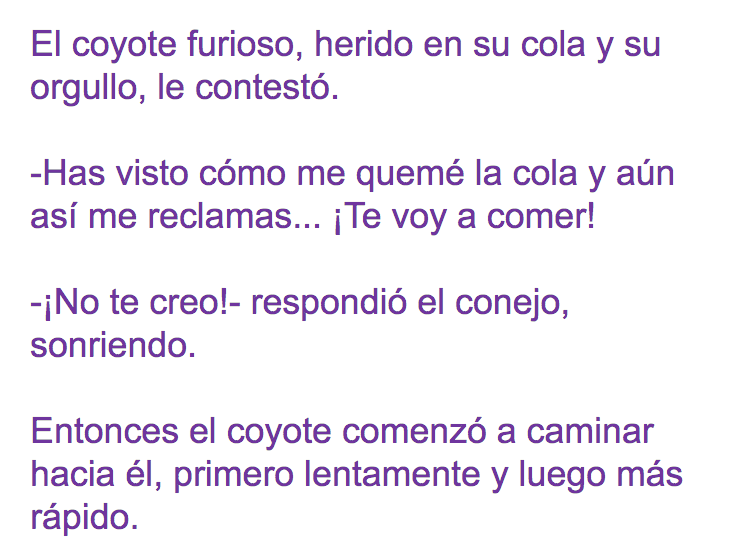 El coyote furioso, herido en su cola y su
orgullo, le contestó.
-Has visto cómo me quemé la cola y aún
así me reclamas... ¡Te voy a comer!
-¡No te creo!- respondió el conejo,
sonriendo.
Entonces el coyote comenzó a caminar
hacia él, primero lentamente y luego más
rápido.